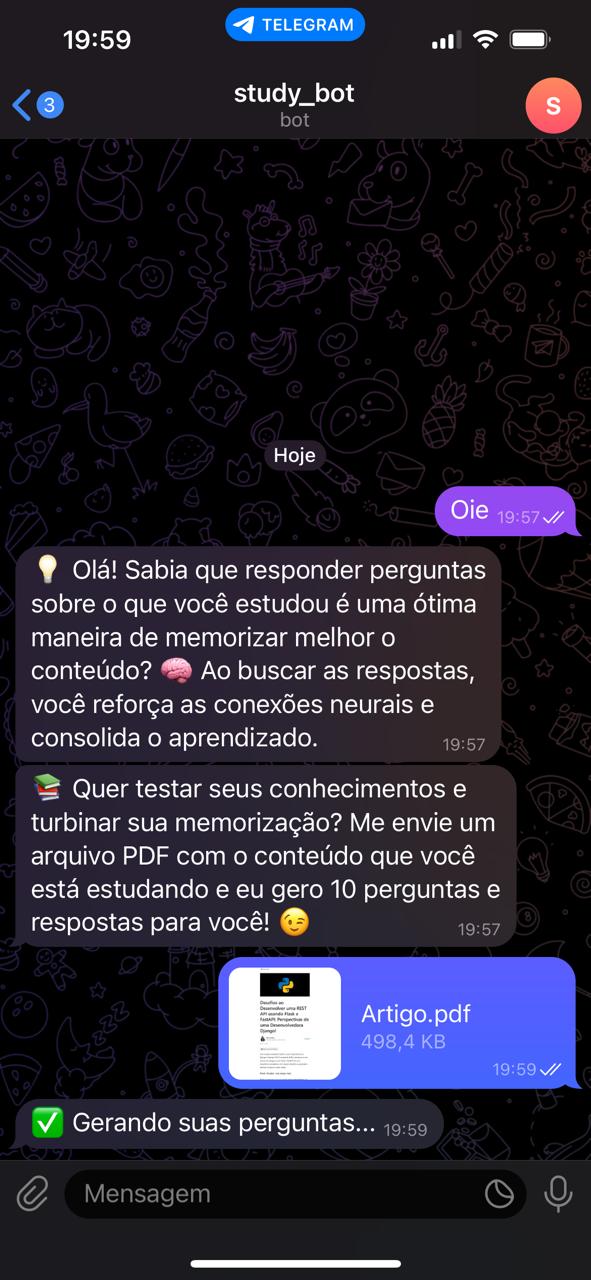 19:59
TELEGRAM
3
study_bot
bot
S
Hoje
Oie 19:57
💡 Olá! Sabia que responder perguntas
sobre o que você estudou é uma ótima
maneira de memorizar melhor o
conteúdo? 🧠 Ao buscar as respostas,
você reforça as conexões neurais e
consolida o aprendizado. 19:57
📚 Quer testar seus conhecimentos e
turbinar sua memorização? Me envie um
arquivo PDF com o conteúdo que você
está estudando e eu gero 10 perguntas e
respostas para você! 😉 19:57
Desafios ao
Desenvolver uma REST
API usando Flask e
FastAPI: Perspectivas de
uma Desenvolvedora
Django!
Artigo.pdf
498,4 KB
19:59
✅ Gerando suas perguntas... 19:59
Mensagem